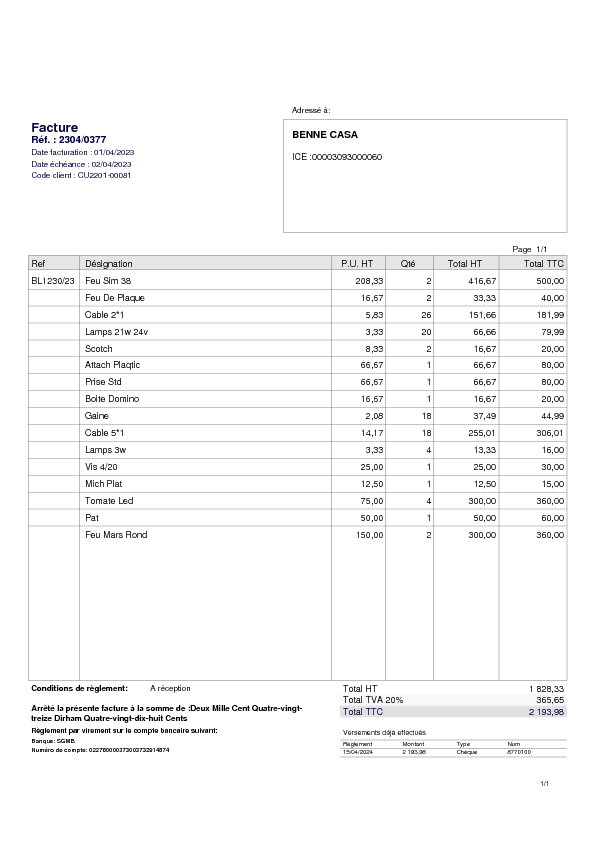 Adressé à:
Facture
Réf. : 2304/0377
Date facturation : 01/04/2023
Date échéance : 02/04/2023
Code client : CU2201-00081
BENNE CASA
ICE :00003093000060
Page 1/1
Ref Désignation P.U. HT Qté Total HT Total TTC
BL1230/23 Feu Sim 38 208,33 2 416,67 500,00
Feu De Plaque 16,67 2 33,33 40,00
Cable 2*1 5,83 26 151,66 181,99
Lamps 21w 24v 3,33 20 66,66 79,99
Scotch 8,33 2 16,67 20,00
Attach Plaqtic 66,67 1 66,67 80,00
Prise Std 66,67 1 66,67 80,00
Boite Domino 16,67 1 16,67 20,00
Gaine 2,08 18 37,49 44,99
Cable 5*1 14,17 18 255,01 306,01
Lamps 3w 3,33 4 13,33 16,00
Vis 4/20 25,00 1 25,00 30,00
Mich Plat 12,50 1 12,50 15,00
Tomate Led 75,00 4 300,00 360,00
Pat 50,00 1 50,00 60,00
Feu Mars Rond 150,00 2 300,00 360,00
Conditions de règlement: A réception
Total HT 1 828,33
Total TVA 20% 365,65
Total TTC 2 193,98
Arrêté la présente facture à la somme de :Deux Mille Cent Quatre-vingt-
treize Dirham Quatre-vingt-dix-huit Cents
Règlement par virement sur le compte bancaire suivant:
Banque: SGMB
Numéro de compte:
Versements déjà effectués
Règlement Montant Type Num
15/04/2024 2 193,98 Chèque 8770100
1/1